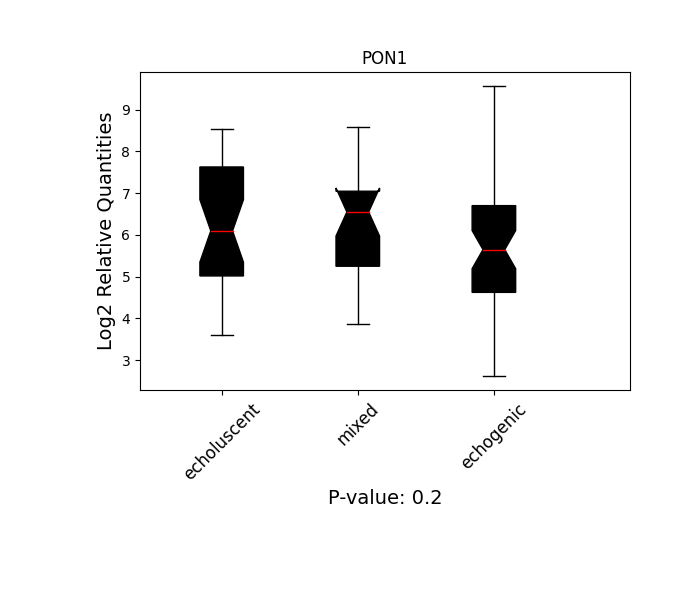 PON1
Log2 Relative Quantities
9
8
7
6
5
4
3
echoluscent
mixed
echogenic
P-value: 0.2